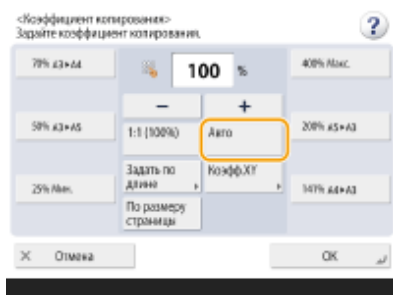 <Коэффициент копирования>
Задайте коэффициент копирования.
?
70% A3►A4
100 %
400% Макс.
−
+
50% A3►A5
1:1 (100%)
Авто
200% A5►A3
Задать по
длине
Коэфф.XY
25% Мин.
141% A4►A3
По размеру
страницы
× Отмена
OK